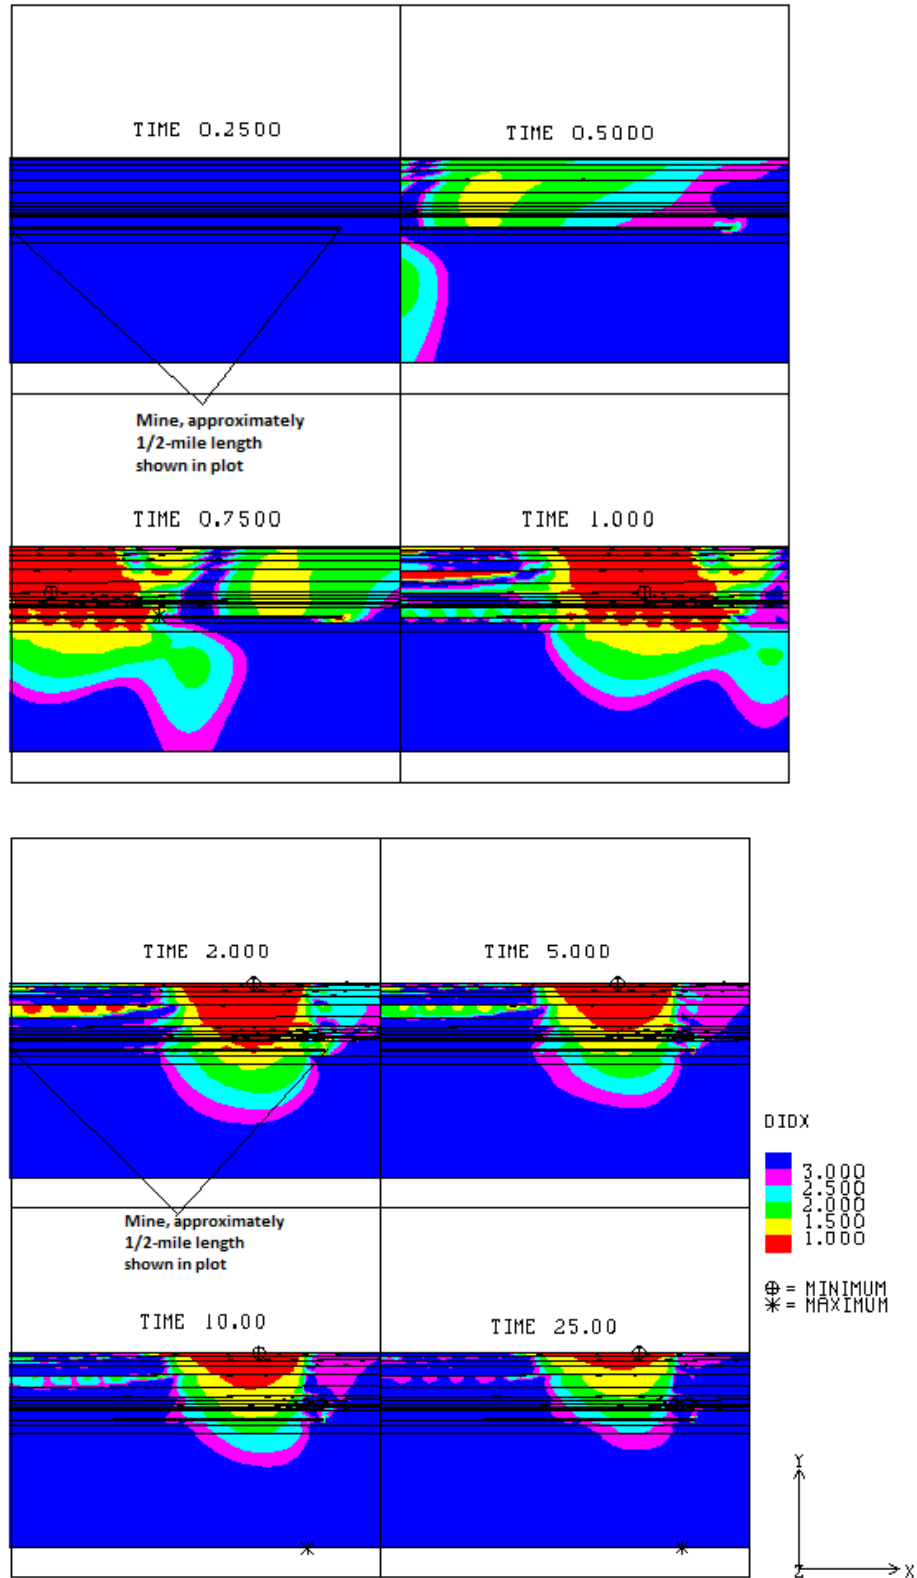 TIME 0.2500
TIME 0.5000
Mine, approximately
1/2-mile length
shown in plot
TIME 0.7500
TIME 1.000
TIME 2.000
TIME 5.000
Mine, approximately
1/2-mile length
shown in plot
DIDX
3.000
2.500
2.000
1.500
1.000
⊕ = MINIMUM
* = MAXIMUM
TIME 10.00
TIME 25.00
Y
Z
X